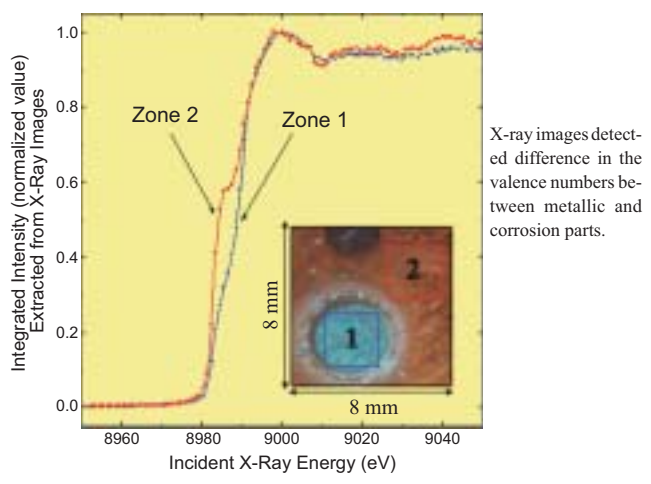 Integrated Intensity (normalized value)
Extracted from X-Ray Images
1.0
0.8
0.6
0.4
0.2
0.0
Zone 2
Zone 1
2
1
8 mm
8 mm
8960
8980
9000
9020
9040
Incident X-Ray Energy (eV)
X-ray images detect-
ed difference in the
valence numbers be-
tween metallic and
corrosion parts.